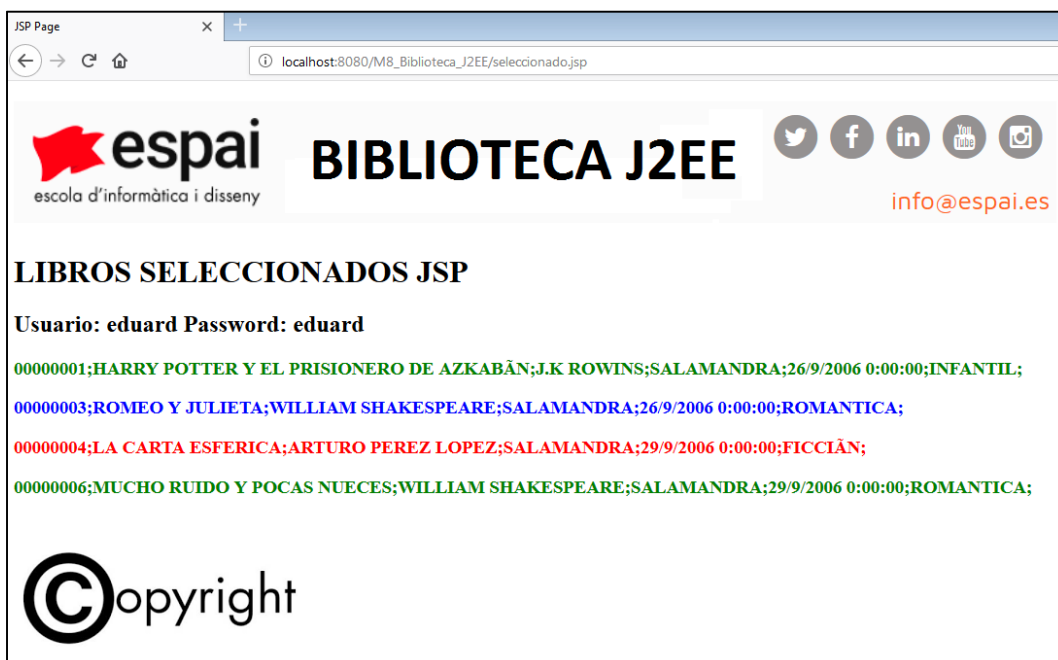 JSP Page
localhost:8080/M8_Biblioteca_J2EE/seleccionado.jsp
espai
escola d'informàtica i disseny
BIBLIOTECA J2EE
in
You Tube
info@espai.es
LIBROS SELECCIONADOS JSP
Usuario: eduard Password: eduard
00000001;HARRY POTTER Y EL PRISIONERO DE AZKABÃN;J.K ROWINS;SALAMANDRA;26/9/2006 0:00:00;INFANTIL;
00000003;ROMEO Y JULIETA;WILLIAM SHAKESPEARE;SALAMANDRA;26/9/2006 0:00:00;ROMANTICA;
00000004;LA CARTA ESFERICA;ARTURO PEREZ LOPEZ;SALAMANDRA;29/9/2006 0:00:00;FICCIÃN;
00000006;MUCHO RUIDO Y POCAS NUECES;WILLIAM SHAKESPEARE;SALAMANDRA;29/9/2006 0:00:00;ROMANTICA;
Copyright